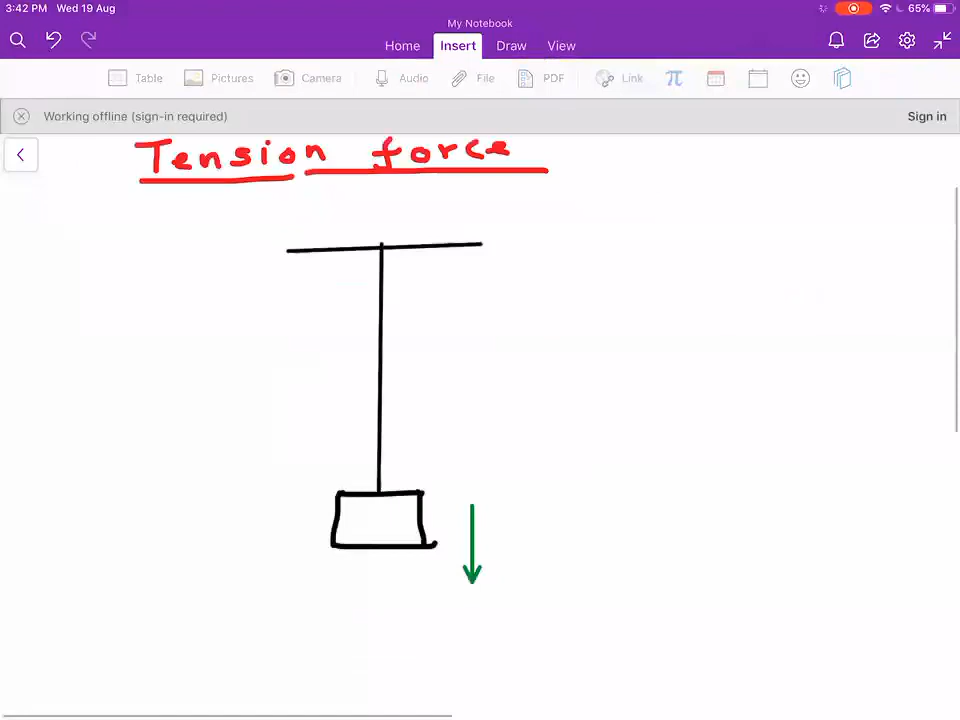 3:42 PM Wed 19 Aug 65%
My Notebook
Home Insert Draw View
Table Pictures Camera Audio File PDF Link π
Working offline (sign-in required) Sign in
Tension force